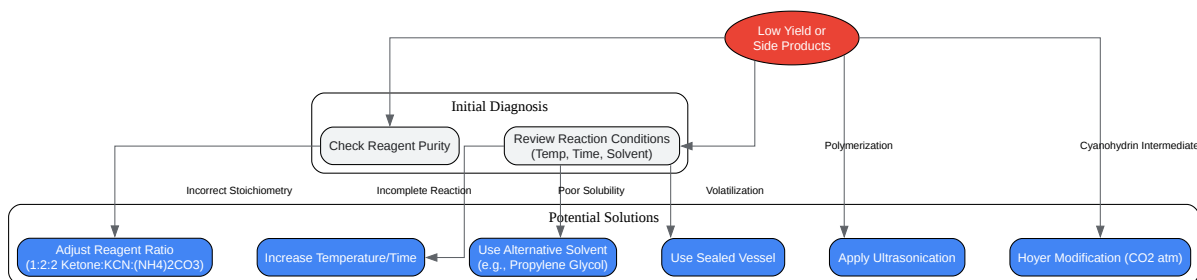 Low Yield or
Side Products
Initial Diagnosis
Check Reagent Purity
Review Reaction Conditions
(Temp, Time, Solvent)
Polymerization
Cyanohydrin Intermediate
Incorrect Stoichiometry
Incomplete Reaction
Poor Solubility
Volatilization
Potential Solutions
Adjust Reagent Ratio
(1:2:2 Ketone:KCN:(NH4)2CO3)
Increase Temperature/Time
Use Alternative Solvent
(e.g., Propylene Glycol)
Use Sealed Vessel
Apply Ultrasonication
Hoyer Modification (CO2 atm)